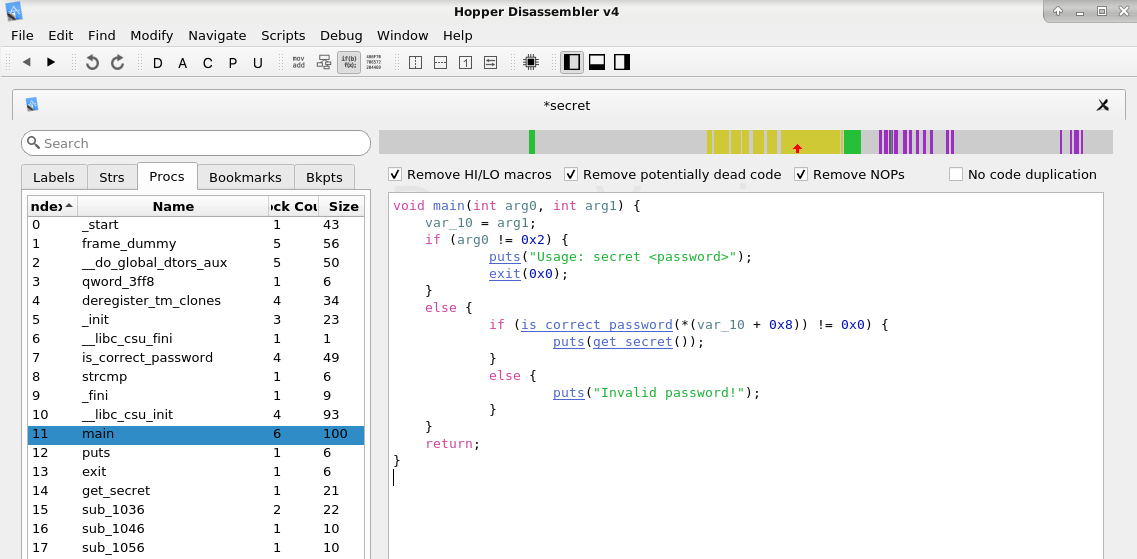 Hopper Disassembler v4
File Edit Find Modify Navigate Scripts Debug Window Help
D A C P U mov add if(b) f(x);
*secret
Search
Labels Strs Procs Bookmarks Bkpts
Remove HI/LO macros Remove potentially dead code Remove NOPs No code duplication
ndex Name ck Cou Size
0 _start 1 43
1 frame_dummy 5 56
2 __do_global_dtors_aux 5 50
3 qword_3ff8 1 6
4 deregister_tm_clones 4 34
5 _init 3 23
6 __libc_csu_fini 1 1
7 is_correct_password 4 49
8 strcmp 1 6
9 _fini 1 9
10 __libc_csu_init 4 93
11 main 6 100
12 puts 1 6
13 exit 1 6
14 get_secret 1 21
15 sub_1036 2 22
16 sub_1046 1 10
17 sub_1056 1 10
void main(int arg0, int arg1) {
var_10 = arg1;
if (arg0 != 0x2) {
puts("Usage: secret <password>");
exit(0x0);
}
else {
if (is_correct_password(*(var_10 + 0x8)) != 0x0) {
puts(get_secret());
}
else {
puts("Invalid password!");
}
}
return;
}